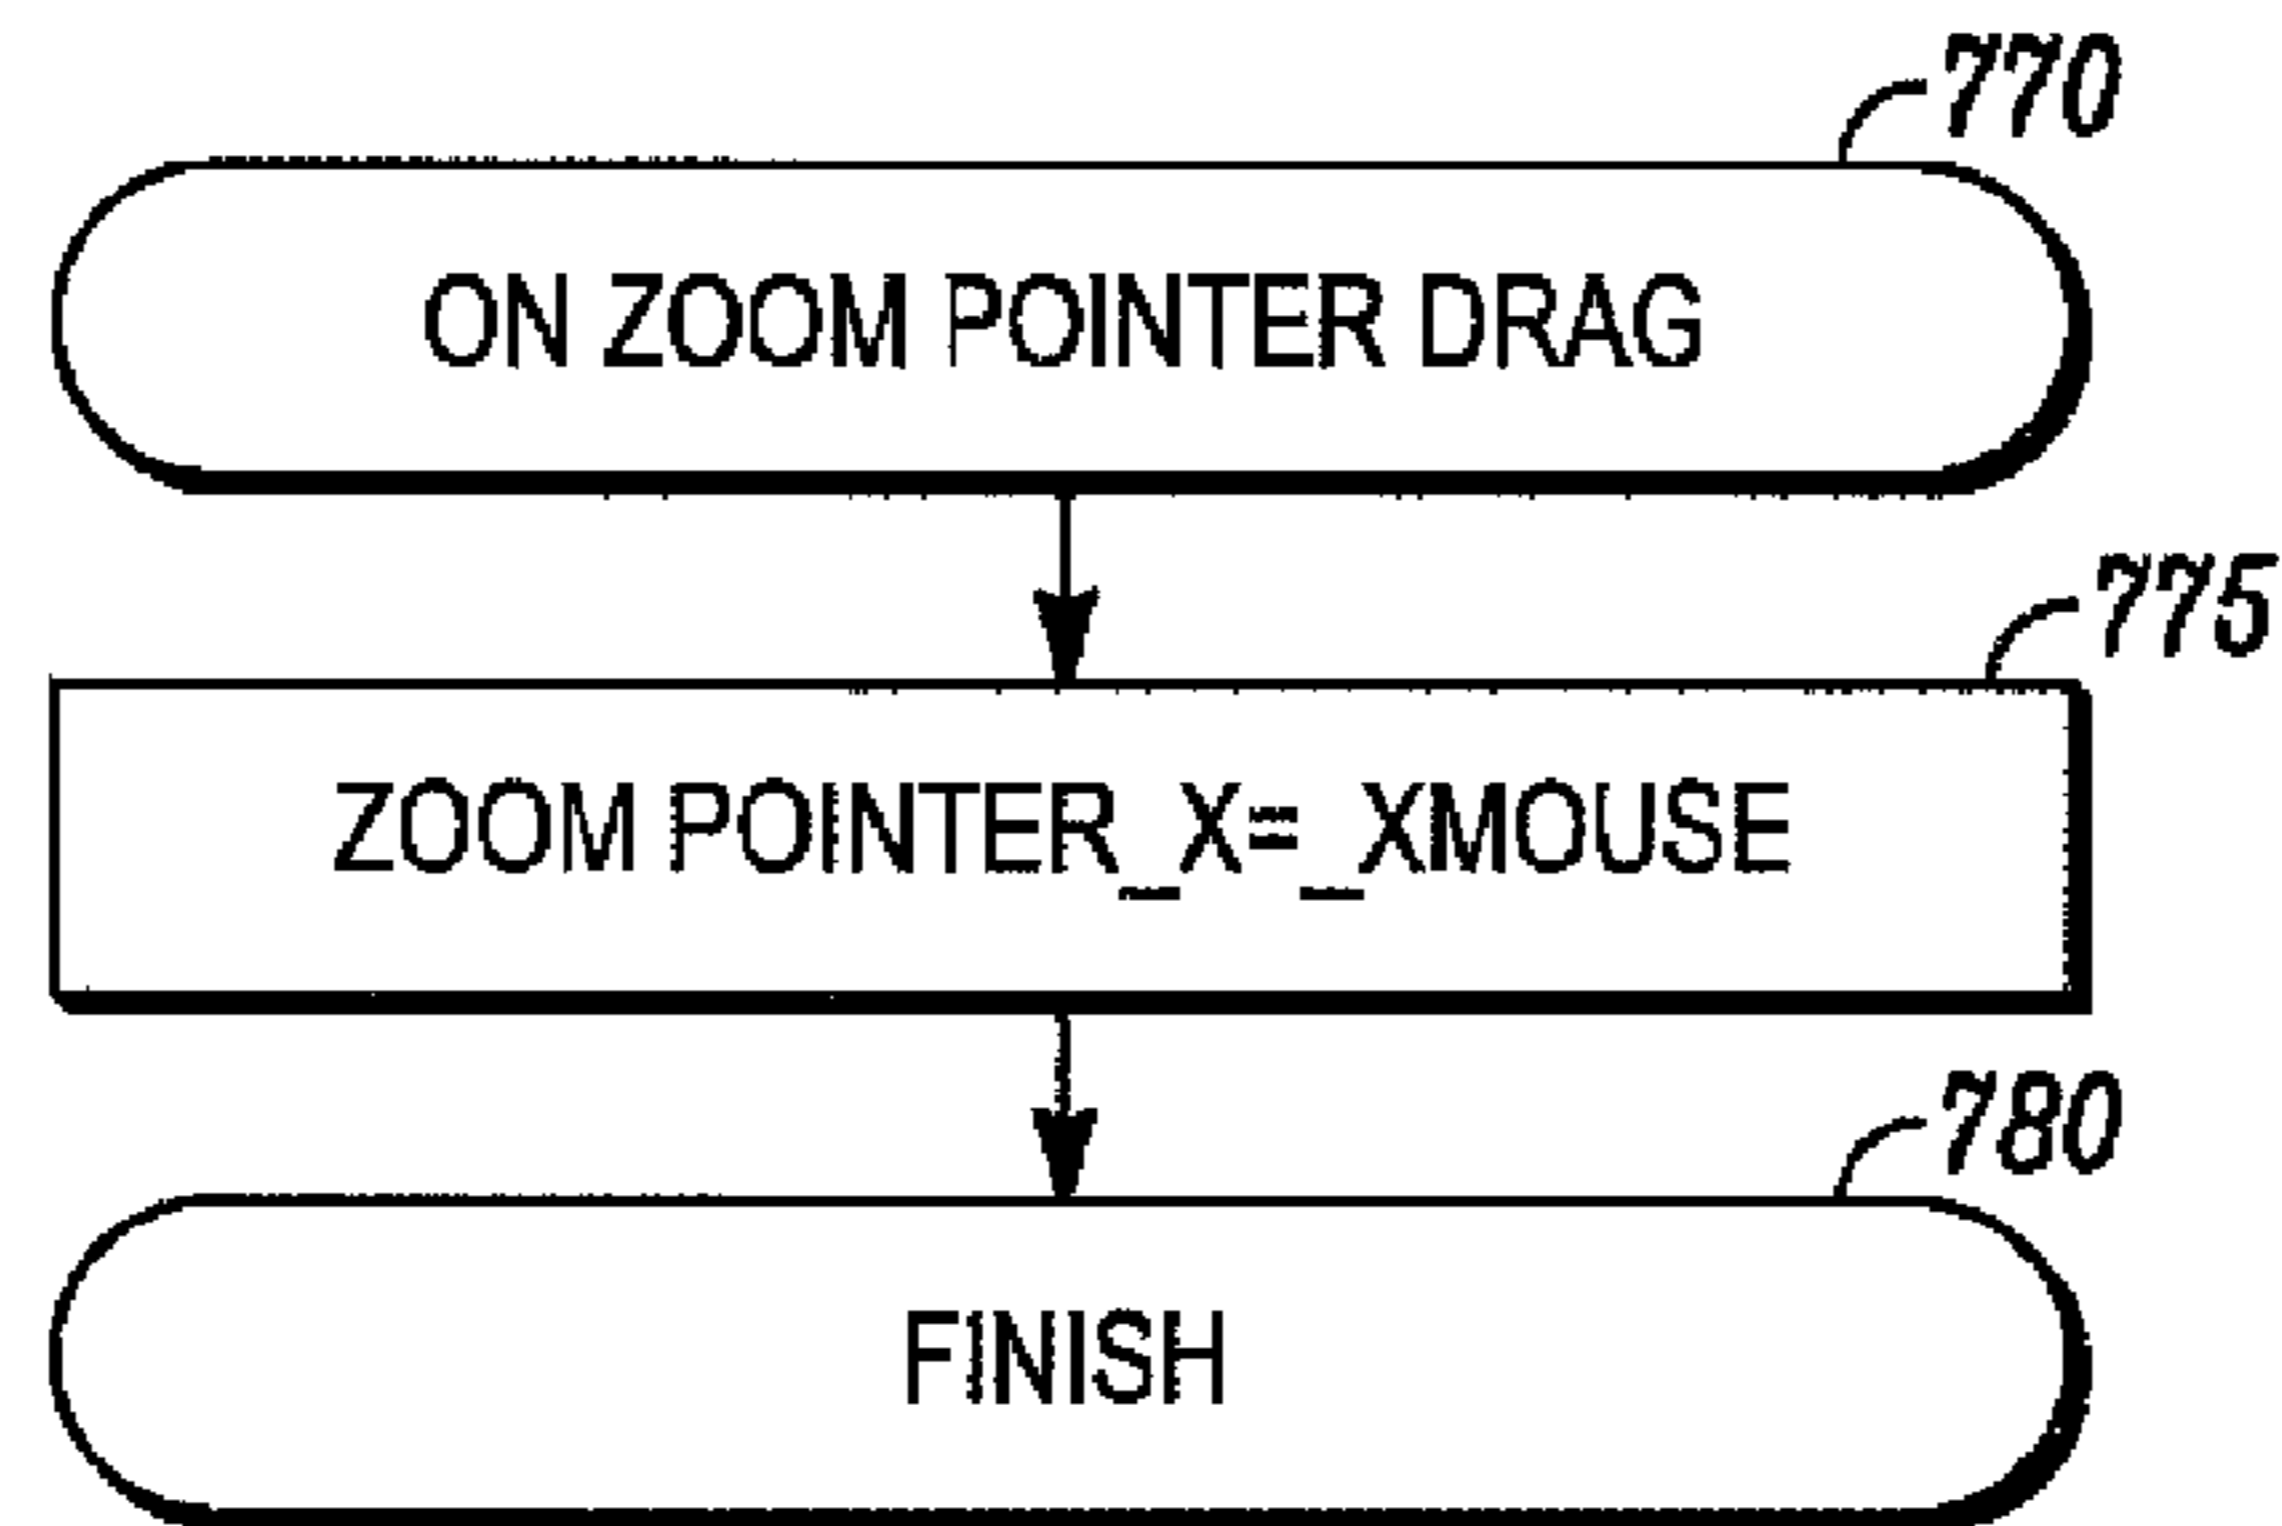 770
ON ZOOM POINTER DRAG
775
ZOOM POINTER_X=_XMOUSE
780
FINISH